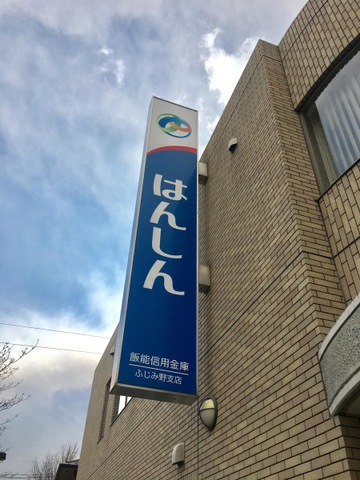 はんしん
飯能信用金庫
ふじみ野支店